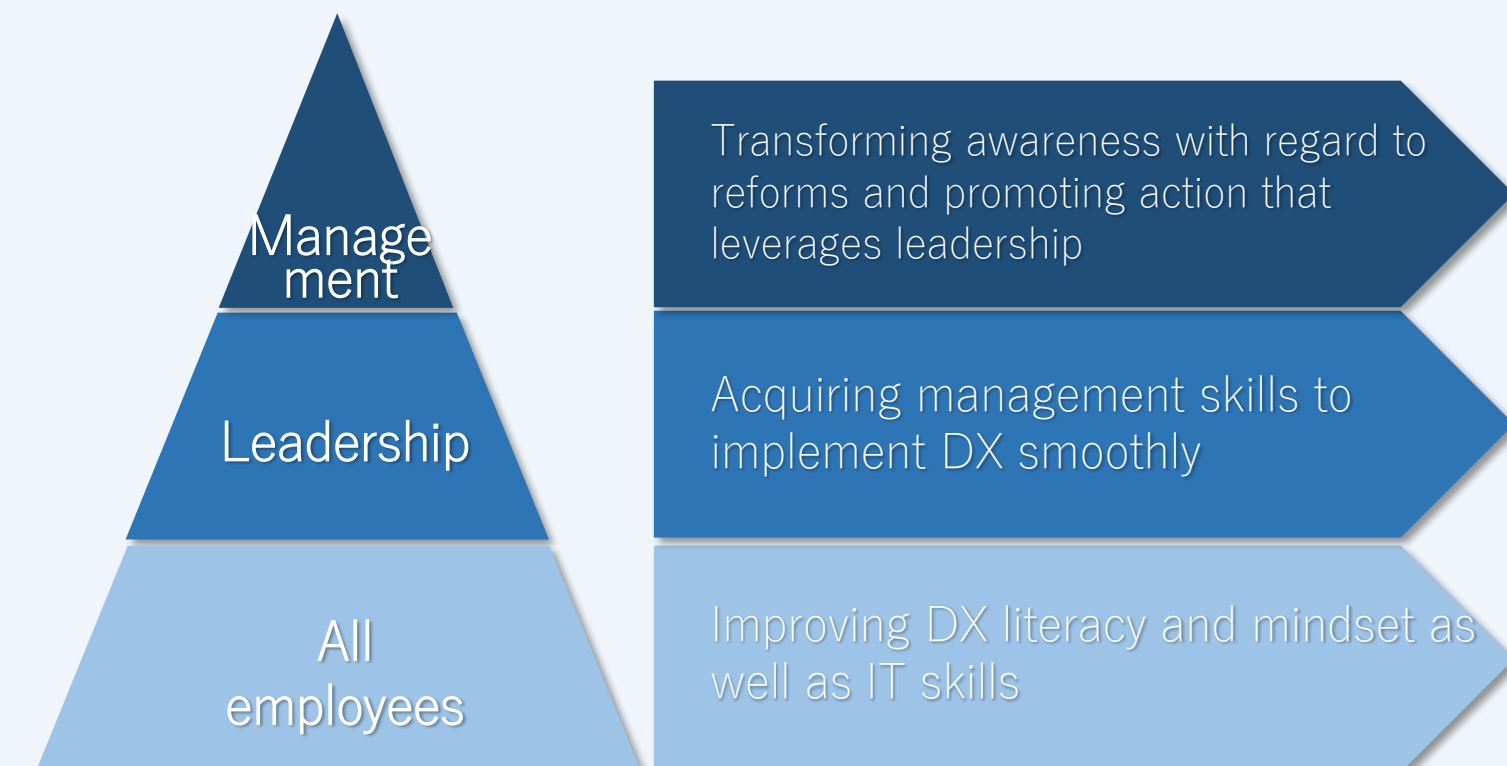 Manage
ment
Transforming awareness with regard to
reforms and promoting action that
leverages leadership
Leadership
Acquiring management skills to
implement DX smoothly
All
employees
Improving DX literacy and mindset as
well as IT skills